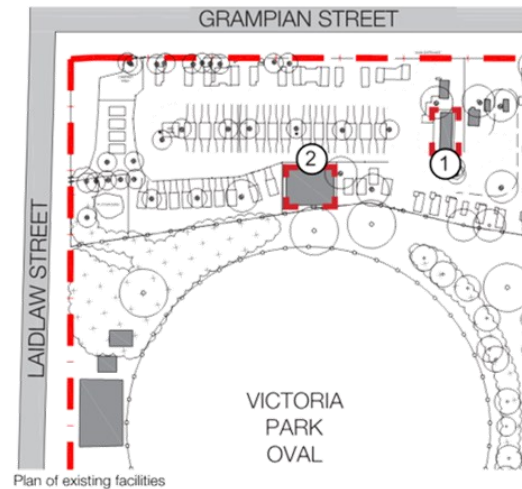 GRAMPIAN STREET
2
1
LAIDLAW STREET
VICTORIA
PARK
OVAL
Plan of existing facilities